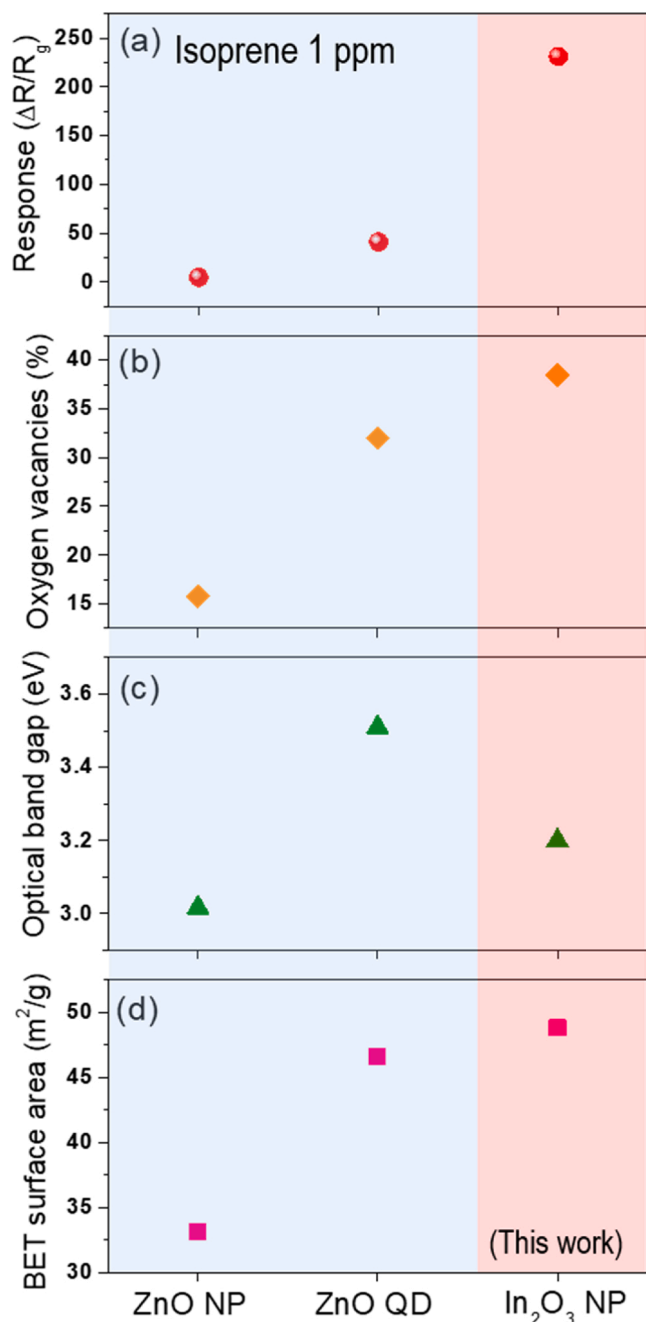 (a) Isoprene 1 ppm
Response (ΔR/R_g)
250
200
150
100
50
0
(b)
Oxygen vacancies (%)
40
35
30
25
20
15
(c)
Optical band gap (eV)
3.6
3.4
3.2
3.0
(d)
BET surface area (m²/g)
50
45
40
35
30
(This work)
ZnO NP ZnO QD In₂O₃ NP